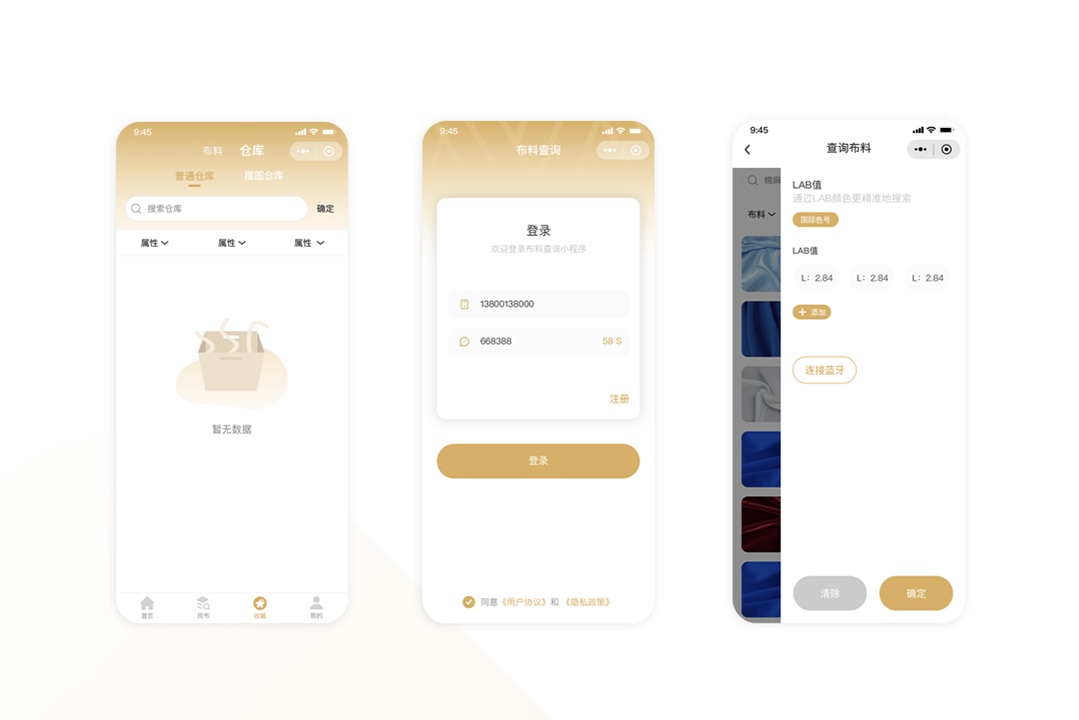 9:45
布料 仓库
普通仓库 搜图仓库
搜索仓库 确定
属性 属性 属性
暂无数据
首页 找布 收藏 我的
9:45
布料查询
登录
欢迎登录布料查询小程序
13800138000
668388 58 S
注册
登录
同意《用户协议》和 《隐私政策》
9:45
查询布料
棉麻
布料
LAB值
通过LAB颜色更精准地搜索
国际色号
LAB值
L: 2.84 L: 2.84 L: 2.84
添加
连接蓝牙
清除 确定